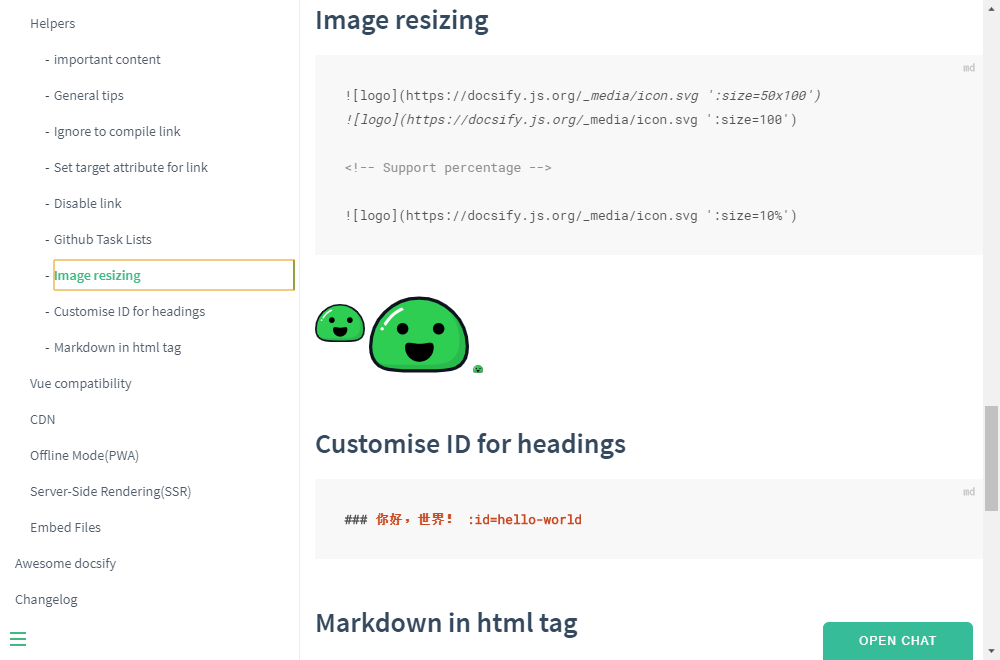 Helpers
- important content
- General tips
- Ignore to compile link
- Set target attribute for link
- Disable link
- Github Task Lists
- Image resizing
- Customise ID for headings
- Markdown in html tag
Vue compatibility
CDN
Offline Mode(PWA)
Server-Side Rendering(SSR)
Embed Files
Awesome docsify
Changelog
Image resizing
md
![logo](https://docsify.js.org/_media/icon.svg ':size=50x100')
![logo](https://docsify.js.org/_media/icon.svg ':size=100')
<!-- Support percentage -->
![logo](https://docsify.js.org/_media/icon.svg ':size=10%')
Customise ID for headings
md
### 你好，世界！ :id=hello-world
Markdown in html tag
OPEN CHAT